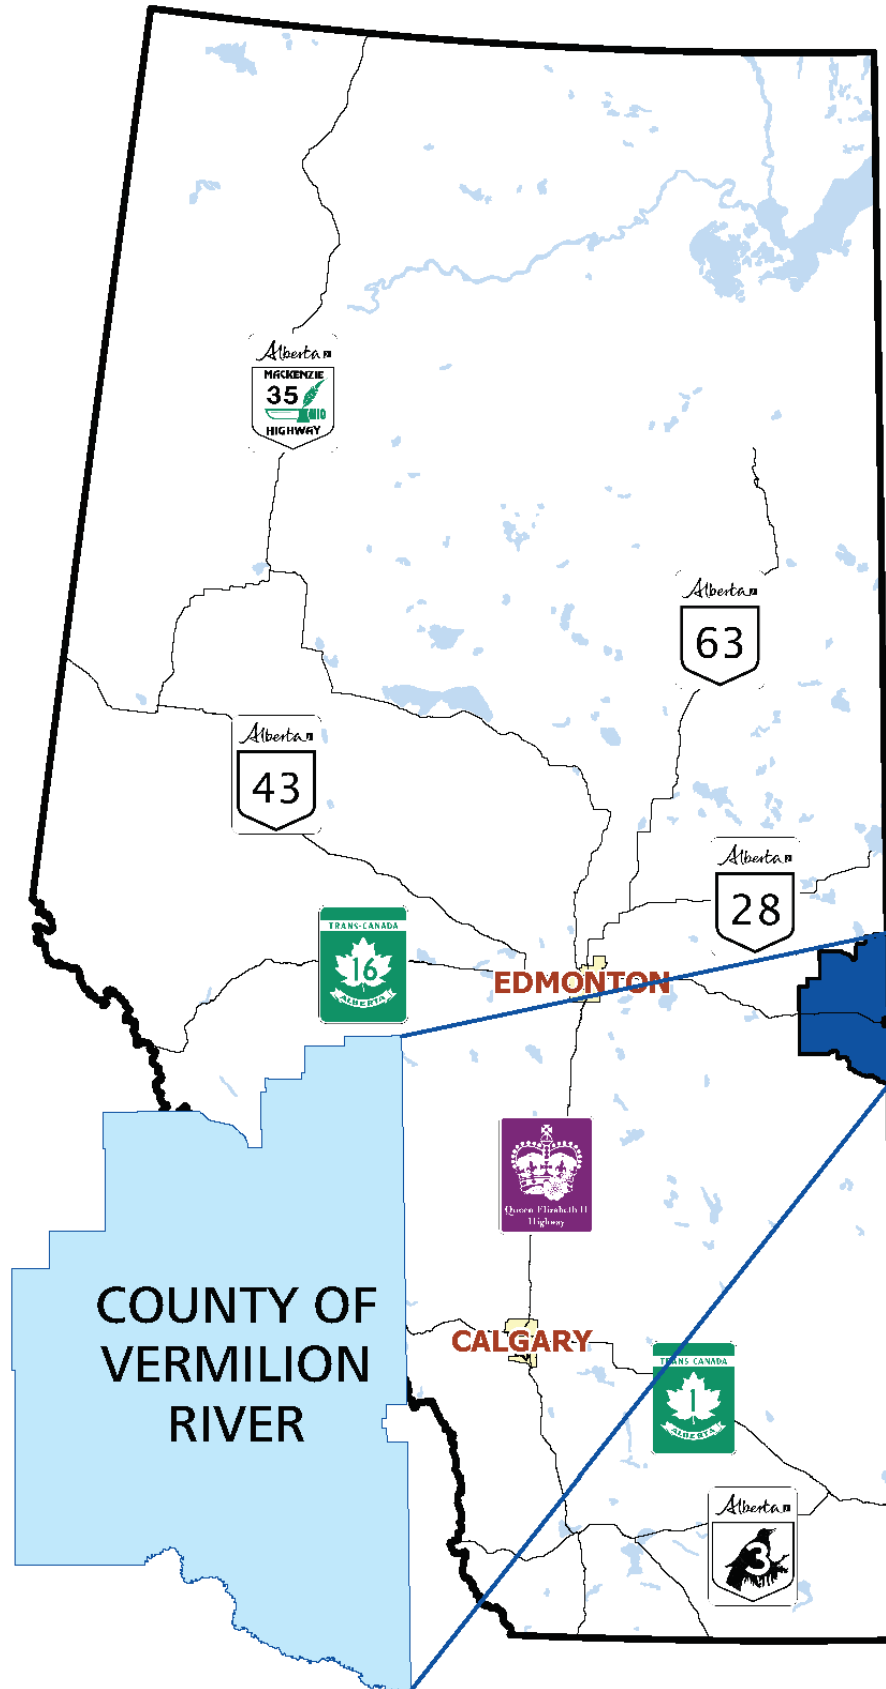 Alberta
MACKENZIE
35
HIGHWAY
Alberta
63
Alberta
43
Alberta
28
TRANS-CANADA
16
ALBERTA
EDMONTON
Queen Elizabeth II
Highway
COUNTY OF
VERMILION
RIVER
CALGARY
TRANS CANADA
1
ALBERTA
Alberta
3